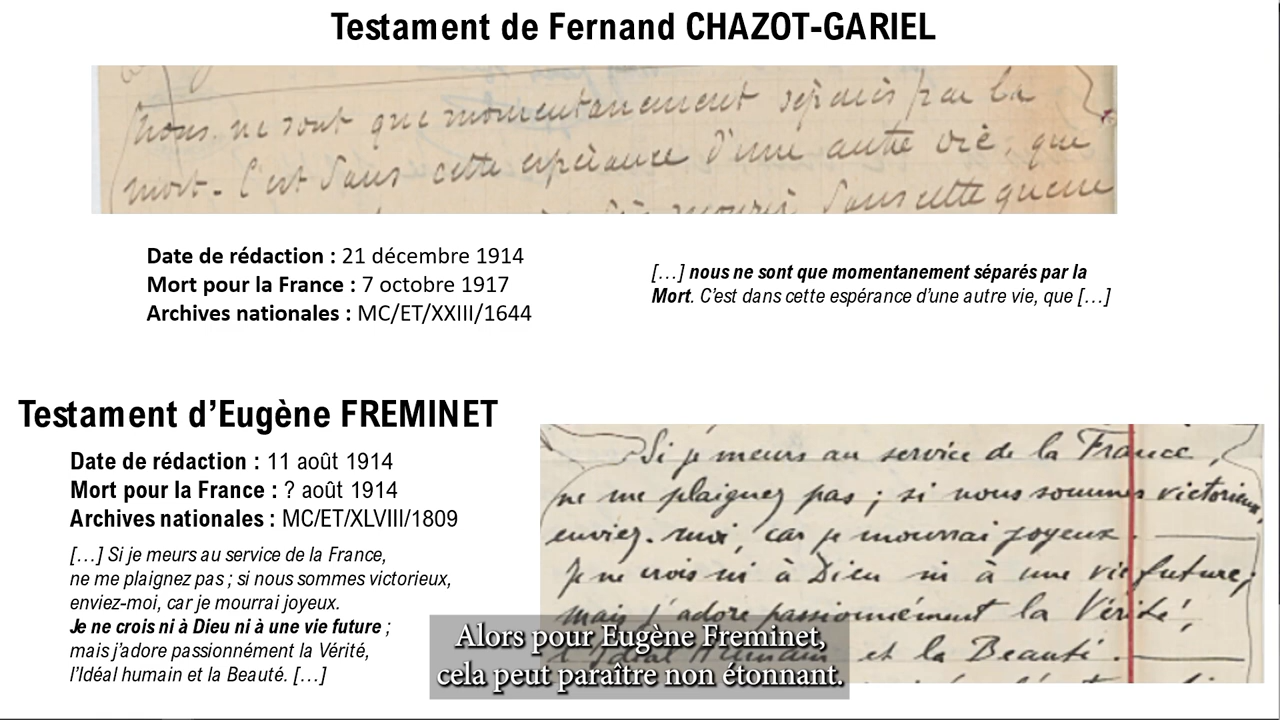 Testament de Fernand CHAZOT-GARIEL
nous ne sont que momentanement séparés par la
mort. C'est dans cette espérance d'une autre vie, que
mourir dans cette guerre
Date de rédaction : 21 décembre 1914
Mort pour la France : 7 octobre 1917
Archives nationales : MC/ET/XXIII/1644
[…] nous ne sont que momentanement séparés par la
Mort. C’est dans cette espérance d’une autre vie, que […]
Testament d’Eugène FREMINET
Date de rédaction : 11 août 1914
Mort pour la France : ? août 1914
Archives nationales : MC/ET/XLVIII/1809
[…] Si je meurs au service de la France,
ne me plaignez pas ; si nous sommes victorieux,
enviez-moi, car je mourrai joyeux.
Je ne crois ni à Dieu ni à une vie future ;
mais j’adore passionnément la Vérité,
l’Idéal humain et la Beauté. […]
Si je meurs au service de la France,
ne me plaignez pas ; si nous sommes victorieux,
enviez-moi, car je mourrai joyeux.
Je ne crois ni à Dieu ni à une vie future;
mais j'adore passionnément la Vérité,
l'Idéal humain et la Beauté.
Alors pour Eugène Freminet,
cela peut paraître non étonnant.